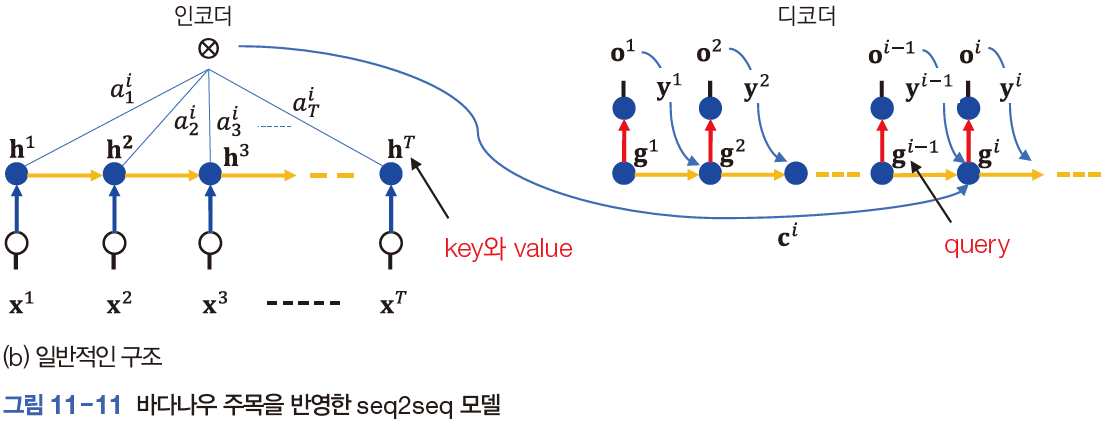 인코더
⊗
a₁ⁱ a₂ⁱ a₃ⁱ a_Tⁱ
h¹ h² h³ h^T
key와 value
x¹ x² x³ x^T
디코더
o¹ o² oⁱ⁻¹ oⁱ
y¹ y² yⁱ⁻¹ yⁱ
g¹ g² gⁱ⁻¹ gⁱ
cⁱ
query
(b) 일반적인 구조
그림 11-11 바다나우 주목을 반영한 seq2seq 모델